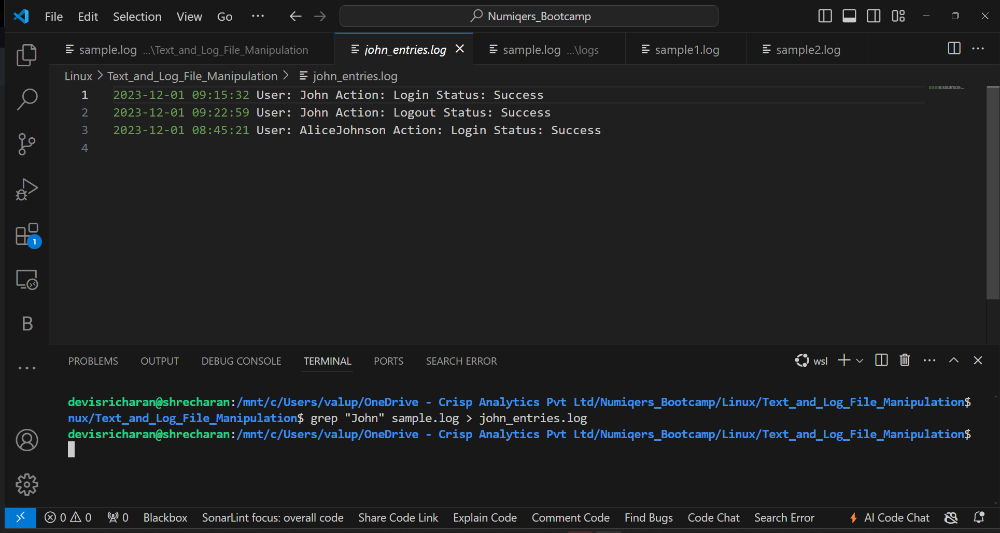 File Edit Selection View Go ... Numiqers_Bootcamp
sample.log ...\Text_and_Log_File_Manipulation john_entries.log sample.log ...\logs sample1.log sample2.log
Linux > Text_and_Log_File_Manipulation > john_entries.log
1 2023-12-01 09:15:32 User: John Action: Login Status: Success
2 2023-12-01 09:22:59 User: John Action: Logout Status: Success
3 2023-12-01 08:45:21 User: AliceJohnson Action: Login Status: Success
4
1
B
PROBLEMS OUTPUT DEBUG CONSOLE TERMINAL PORTS SEARCH ERROR wsl
devisricharan@shrecharan:/mnt/c/Users/valup/OneDrive - Crisp Analytics Pvt Ltd/Numiqers_Bootcamp/Linux/Text_and_Log_File_Manipulation$
nux/Text_and_Log_File_Manipulation$ grep "John" sample.log > john_entries.log
devisricharan@shrecharan:/mnt/c/Users/valup/OneDrive - Crisp Analytics Pvt Ltd/Numiqers_Bootcamp/Linux/Text_and_Log_File_Manipulation$
0 0 0 Blackbox SonarLint focus: overall code Share Code Link Explain Code Comment Code Find Bugs Code Chat Search Error AI Code Chat